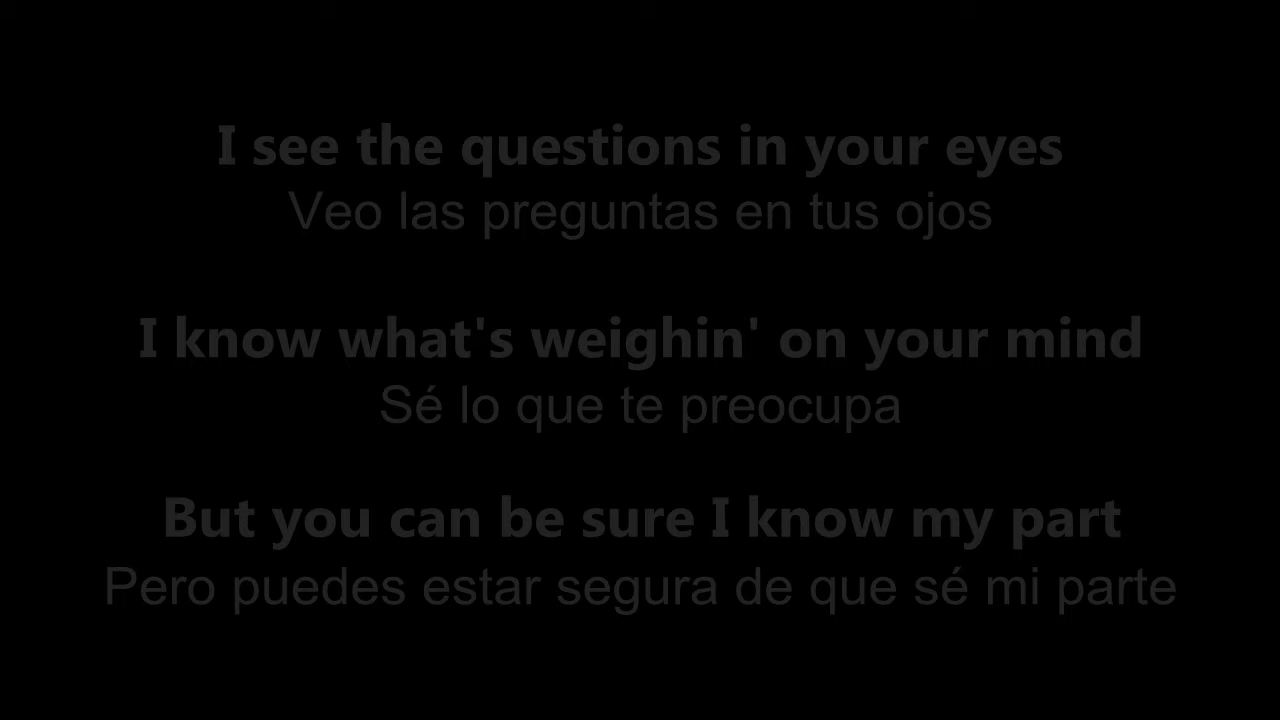 I see the questions in your eyes
Veo las preguntas en tus ojos
I know what's weighin' on your mind
Sé lo que te preocupa
But you can be sure I know my part
Pero puedes estar segura de que sé mi parte